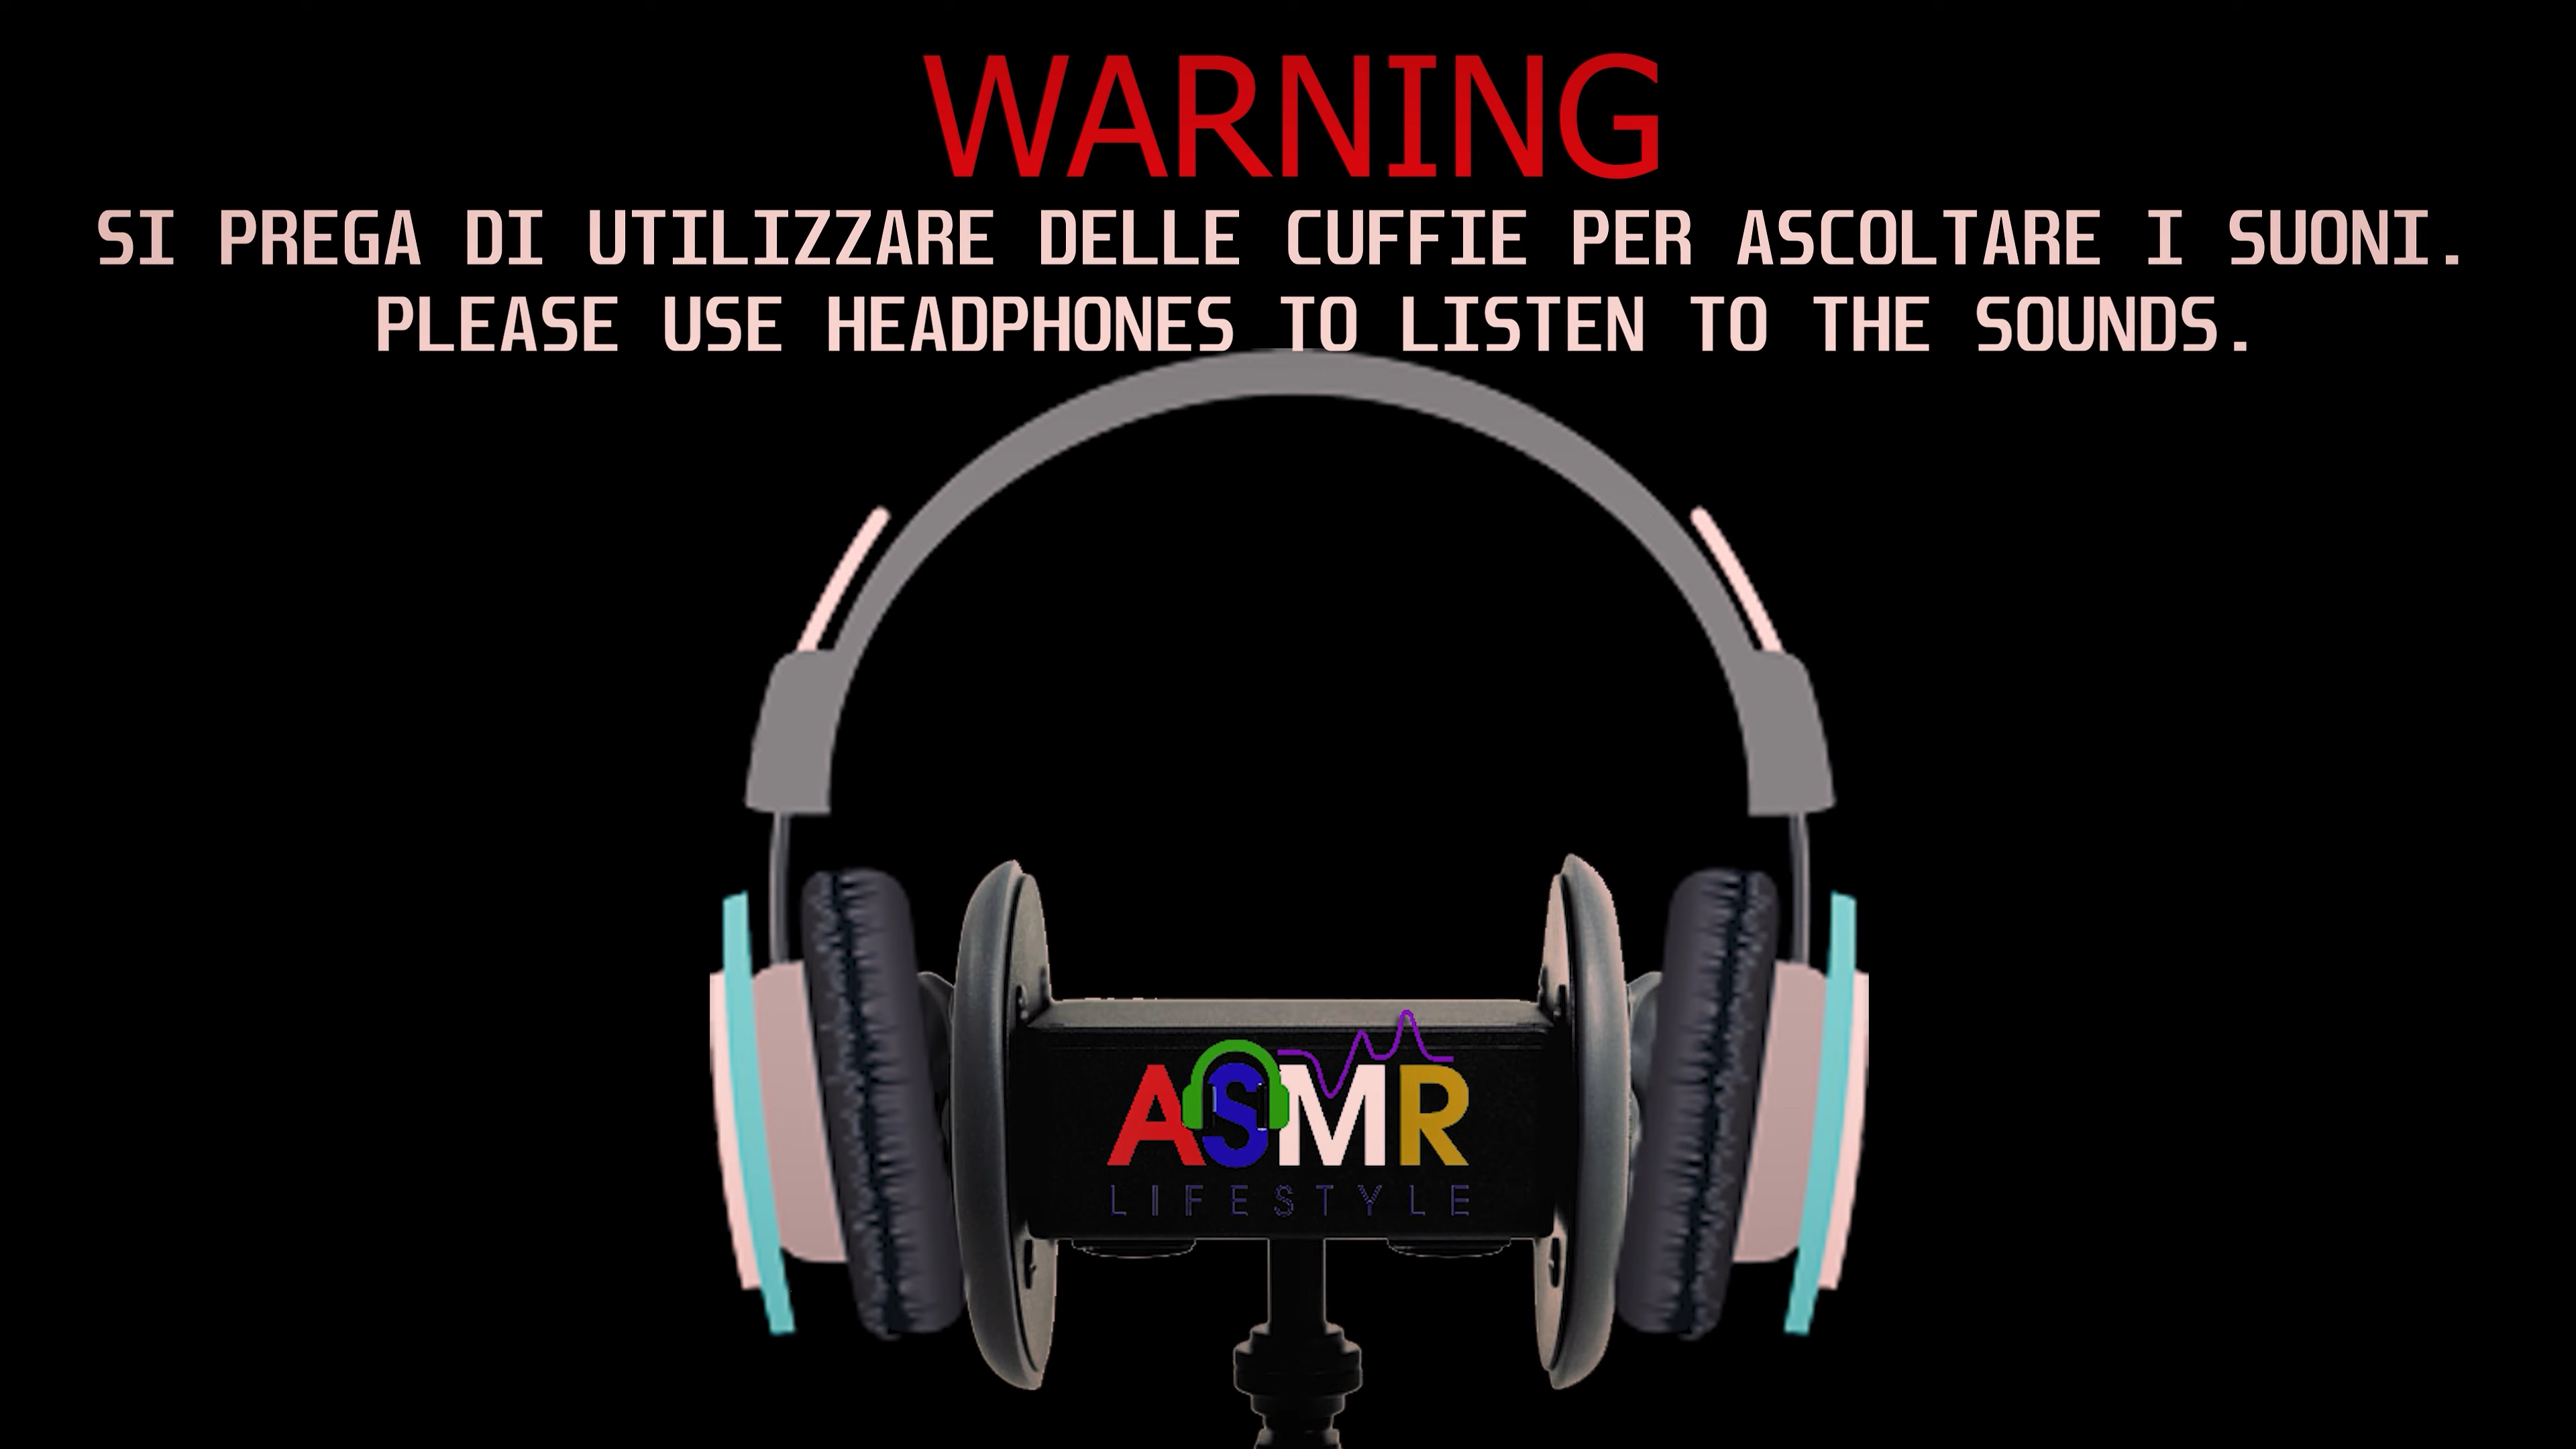 WARNING
SI PREGA DI UTILIZZARE DELLE CUFFIE PER ASCOLTARE I SUONI.
PLEASE USE HEADPHONES TO LISTEN TO THE SOUNDS.
ASMR
LIFESTYLE